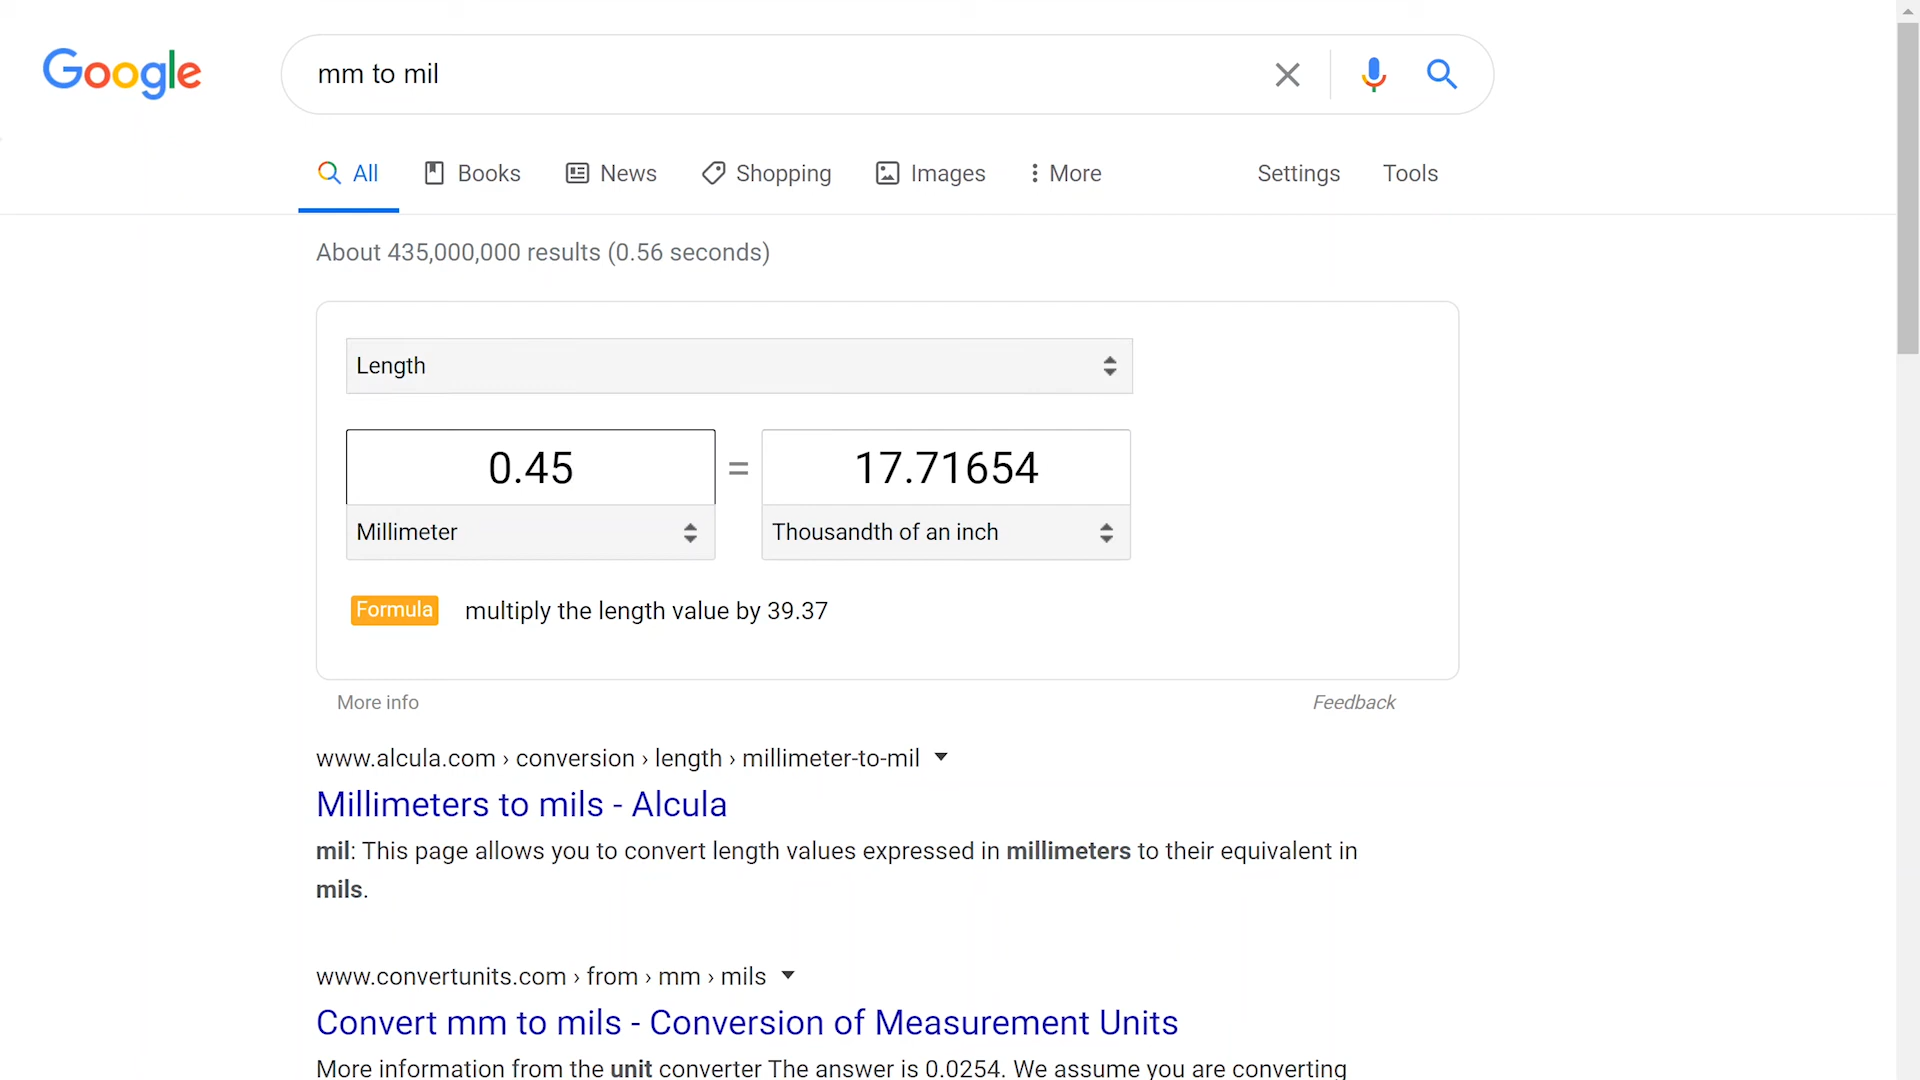 Google
mm to mil
All Books News Shopping Images More Settings Tools
About 435,000,000 results (0.56 seconds)
Length
0.45 = 17.71654
Millimeter Thousandth of an inch
Formula multiply the length value by 39.37
More info Feedback
www.alcula.com › conversion › length › millimeter-to-mil
Millimeters to mils - Alcula
mil: This page allows you to convert length values expressed in millimeters to their equivalent in
mils.
www.convertunits.com › from › mm › mils
Convert mm to mils - Conversion of Measurement Units
More information from the unit converter The answer is 0.0254. We assume you are converting